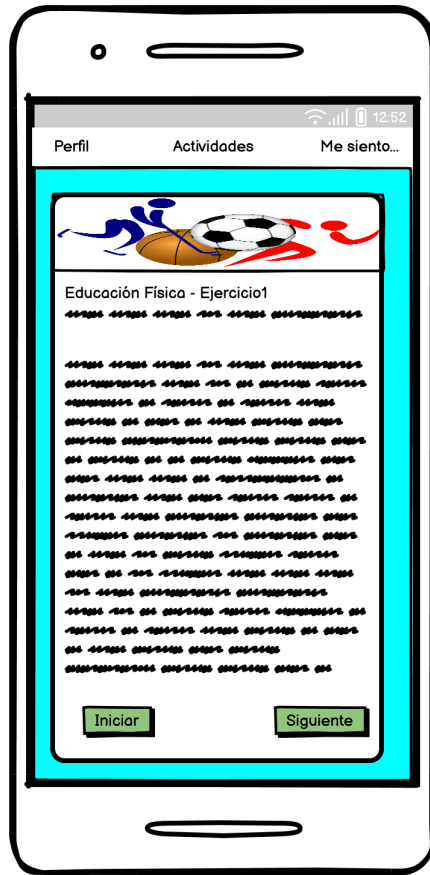 12:52
Perfil Actividades Me siento...
Educación Física - Ejercicio1
Iniciar Siguiente